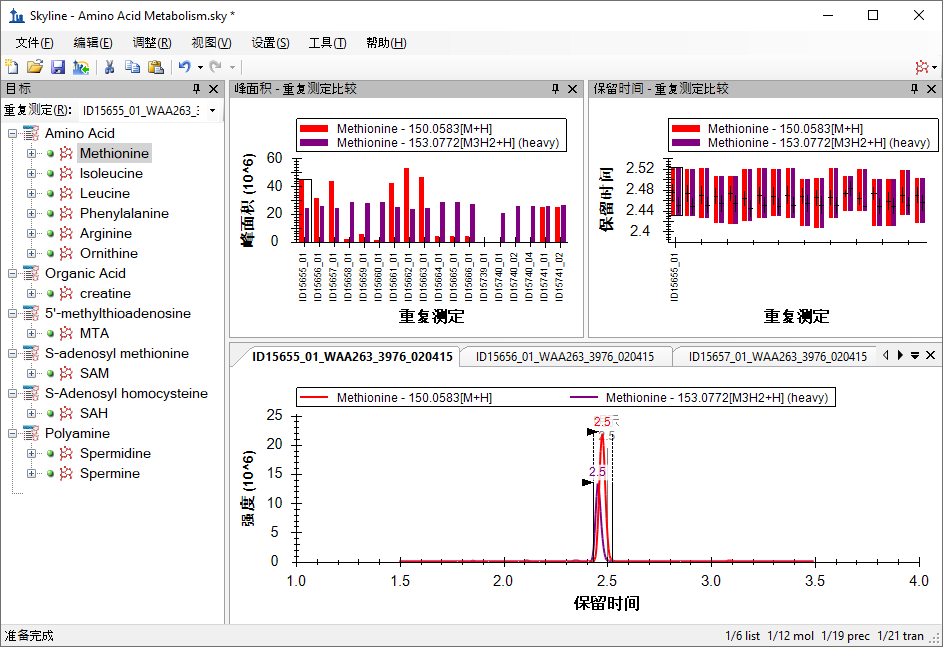 Skyline - Amino Acid Metabolism.sky *
文件(F) 编辑(E) 调整(R) 视图(V) 设置(S) 工具(T) 帮助(H)
目标
重复测定(R): ID15655_01_WAA263_:
Amino Acid
Methionine
Isoleucine
Leucine
Phenylalanine
Arginine
Ornithine
Organic Acid
creatine
5'-methylthioadenosine
MTA
S-adenosyl methionine
SAM
S-Adenosyl homocysteine
SAH
Polyamine
Spermidine
Spermine
峰面积 - 重复测定比较
Methionine - 150.0583[M+H]
Methionine - 153.0772[M3H2+H] (heavy)
峰面积 (10^6)
60
40
20
0
ID15655_01
ID15656_01
ID15657_01
ID15658_01
ID15659_01
ID15660_01
ID15661_01
ID15662_01
ID15663_01
ID15664_01
ID15665_01
ID15666_01
ID15739_01
ID15740_01
ID15740_02
ID15740_04
ID15741_01
ID15741_02
重复测定
保留时间 - 重复测定比较
Methionine - 150.0583[M+H]
Methionine - 153.0772[M3H2+H] (heavy)
保留时间
2.52
2.48
2.44
2.4
ID15655_01
重复测定
ID15655_01_WAA263_3976_020415 ID15656_01_WAA263_3976_020415 ID15657_01_WAA263_3976_020415
Methionine - 150.0583[M+H] Methionine - 153.0772[M3H2+H] (heavy)
强度 (10^6)
25
20
15
10
5
0
2.5
2.5
2.5
1.0 1.5 2.0 2.5 3.0 3.5 4.0
保留时间
准备完成 1/6 list 1/12 mol 1/19 prec 1/21 tran